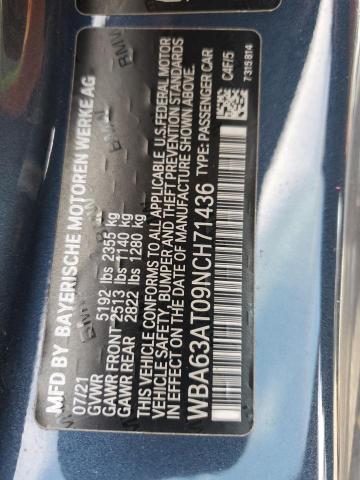 MFD BY BAYERISCHE MOTOREN WERKE AG
07/21
GVWR 5192 lbs 2355 kg
GAWR FRONT 2513 lbs 1140 kg
GAWR REAR 2822 lbs 1280 kg
THIS VEHICLE CONFORMS TO ALL APPLICABLE U.S. FEDERAL MOTOR
VEHICLE SAFETY, BUMPER AND THEFT PREVENTION STANDARDS
IN EFFECT ON THE DATE OF MANUFACTURE SHOWN ABOVE.
WBA63AT09NCH71436 TYPE: PASSENGER CAR
C4F/5
7315814